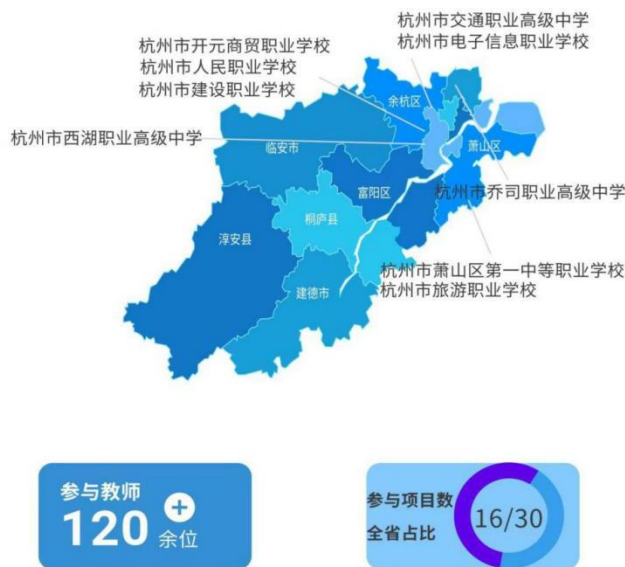 杭州市交通职业高级中学
杭州市电子信息职业学校
杭州市开元商贸职业学校
杭州市人民职业学校
杭州市建设职业学校
余杭区
杭州市西湖职业高级中学
临安市
萧山区
富阳区
杭州市乔司职业高级中学
桐庐县
淳安县
杭州市萧山区第一中等职业学校
杭州市旅游职业学校
建德市
参与教师
120
+
余位
参与项目数
全省占比
16/30